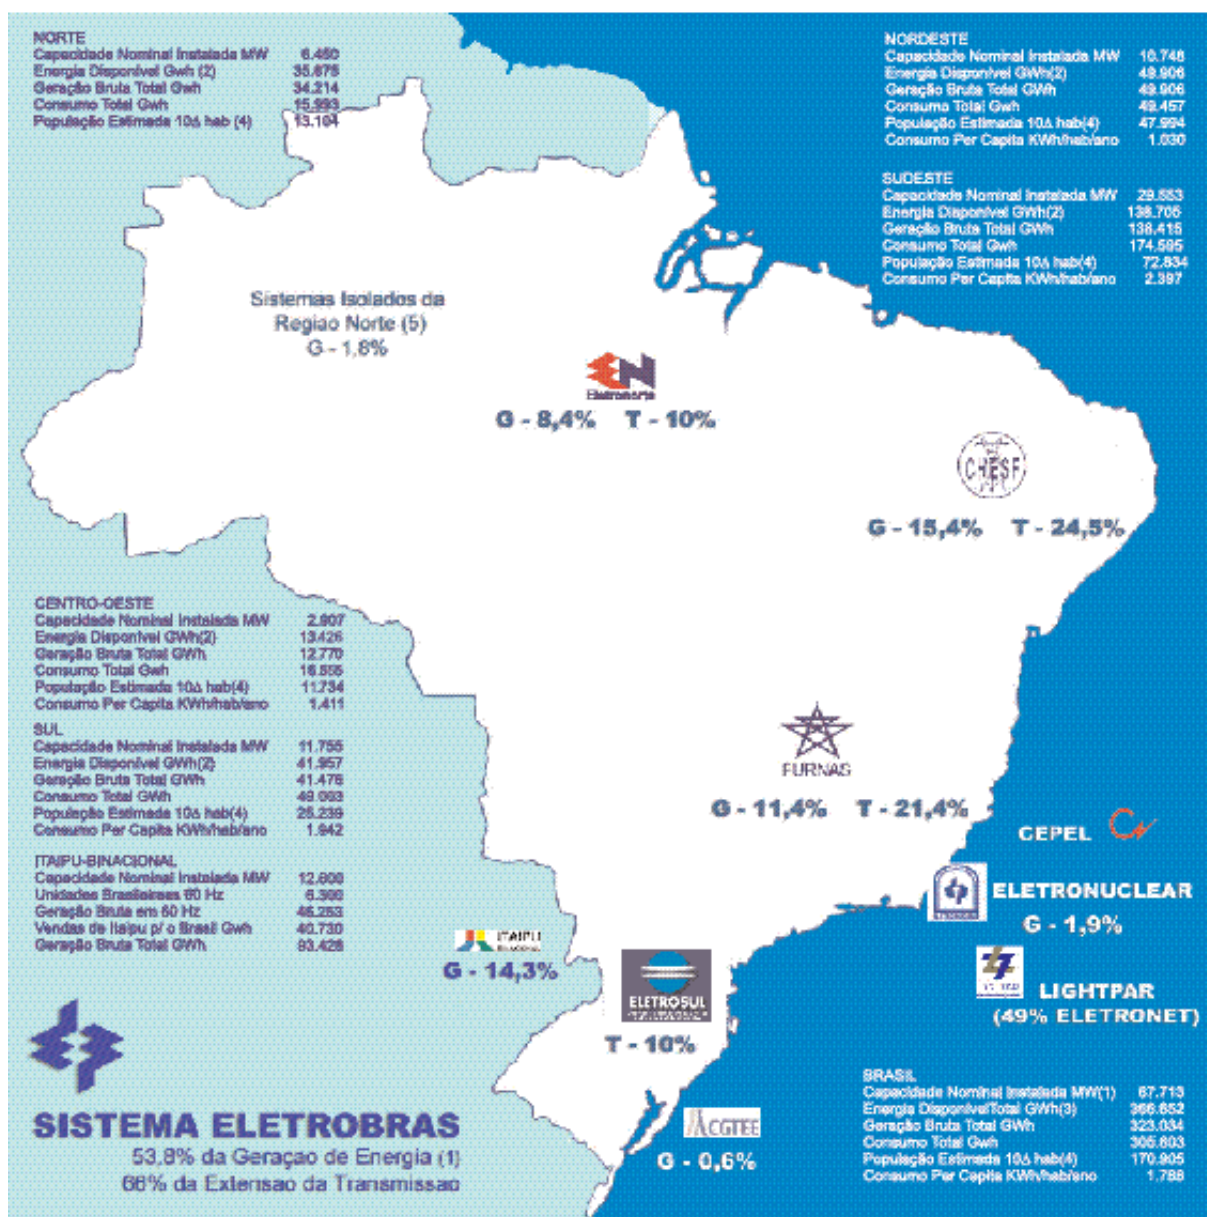 NORTE
Capacidade Nominal Instalada MW 6.450
Energia Disponível Gwh (2) 35.675
Geração Bruta Total Gwh 34.214
Consumo Total Gwh 15.993
População Estimada 10∆ hab (4) 13.104
NORDESTE
Capacidade Nominal Instalada MW 10.748
Energia Disponível GWh(2) 49.906
Geração Bruta Total GWh 49.906
Consumo Total GWh 49.457
População Estimada 10∆ hab(4) 47.994
Consumo Per Capita KWh/hab/ano 1.030
SUDESTE
Capacidade Nominal Instalada MW 29.553
Energia Disponível GWh(2) 138.705
Geração Bruta Total GWh 138.415
Consumo Total Gwh 174.595
População Estimada 10∆ hab(4) 72.834
Consumo Per Capita KWh/hab/ano 2.397
Sistemas Isolados da
Regiao Norte (5)
G - 1,8%
Eletronorte
G - 8,4% T - 10%
CHESF
G - 15,4% T - 24,5%
CENTRO-OESTE
Capacidade Nominal Instalada MW 2.907
Energia Disponível GWh(2) 13.426
Geração Bruta Total GWh 12.770
Consumo Total Gwh 16.555
População Estimada 10∆ hab(4) 11.734
Consumo Per Capita KWh/hab/ano 1.411
SUL
Capacidade Nominal Instalada MW 11.755
Energia Disponível GWh(2) 41.957
Geração Bruta Total GWh 41.476
Consumo Total GWh 49.003
População Estimada 10∆ hab(4) 25.239
Consumo Per Capita KWh/hab/ano 1.942
FURNAS
G - 11,4% T - 21,4%
CEPEL
ELETRONUCLEAR
G - 1,9%
LIGHTPAR
(49% ELETRONET)
ITAIPU-BINACIONAL
Capacidade Nominal Instalada MW 12.600
Unidades Brasileiras 60 Hz 6.300
Geração Bruta em 60 Hz
Vendas de Itaipu p/ o Brasil Gwh
Geração Bruta Total GWh 93.428
ITAIPU
BINACIONAL
G - 14,3%
ELETROSUL
T - 10%
CGTEE
G - 0,6%
SISTEMA ELETROBRAS
53,8% da Geraçao de Energia (1)
66% da Extensao da Transmissao
BRASIL
Capacidade Nominal Instalada MW(1) 67.713
Energia DisponívelTotal GWh(3) 366.652
Geração Bruta Total GWh 323.034
Consumo Total Gwh 305.603
População Estimada 10∆ hab(4) 170.905
Consumo Per Capita KWh/hab/ano 1.788